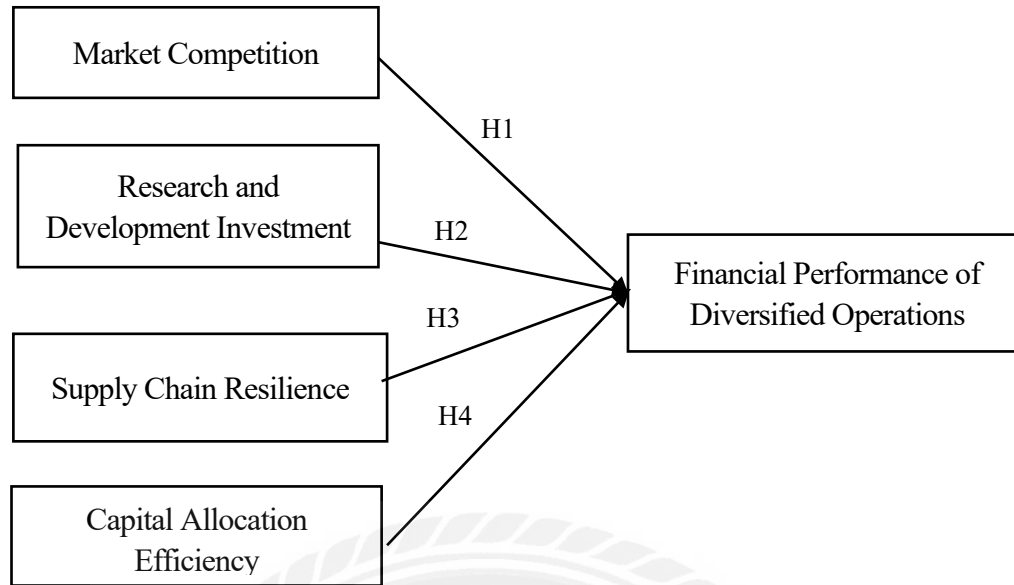 Market Competition
H1
Research and
Development Investment
H2
Financial Performance of
Diversified Operations
H3
Supply Chain Resilience
H4
Capital Allocation
Efficiency